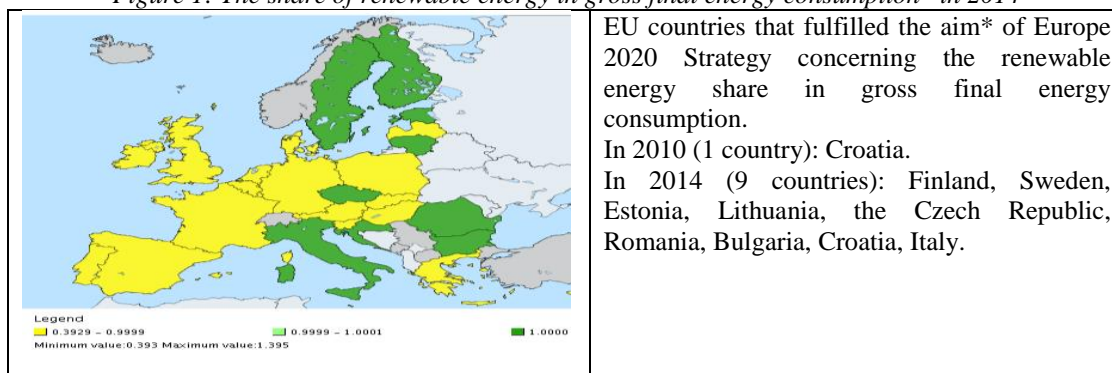 Figure 1: The share of renewable energy in gross final energy consumption* in 2014
EU countries that fulfilled the aim* of Europe
2020 Strategy concerning the renewable
energy share in gross final energy
consumption.
In 2010 (1 country): Croatia.
In 2014 (9 countries): Finland, Sweden,
Estonia, Lithuania, the Czech Republic,
Romania, Bulgaria, Croatia, Italy.
Legend
0.3929 – 0.9999
0.9999 – 1.0001
1.0000
Minimum value:0.393 Maximum value:1.395